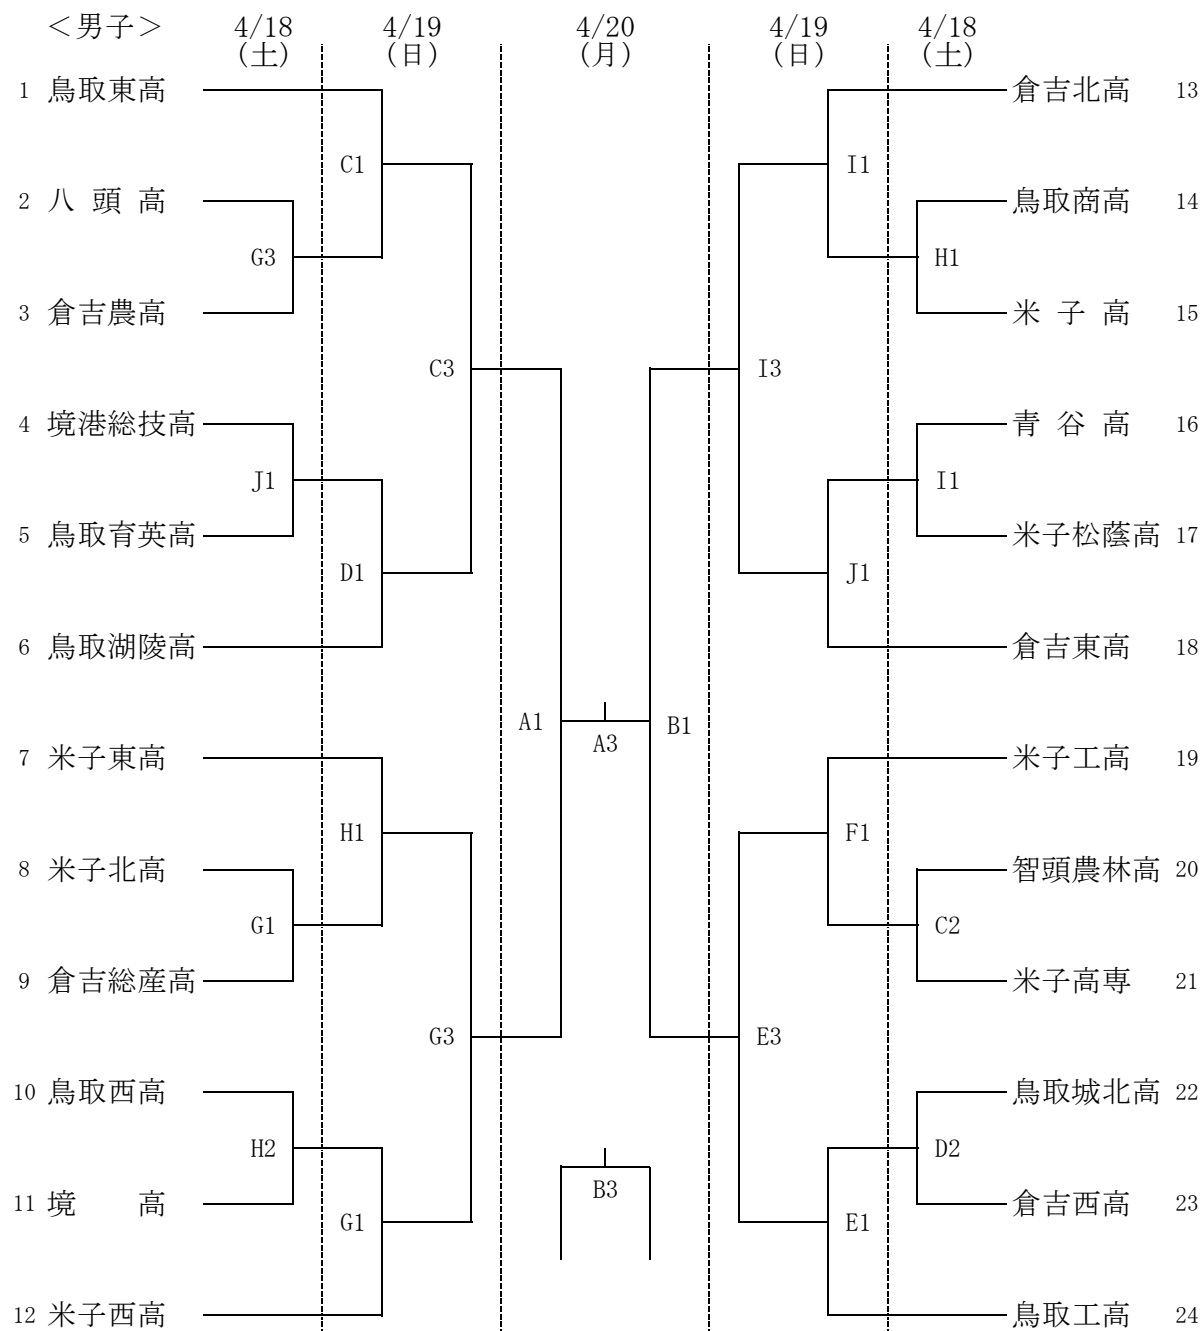 ＜男子＞ 4/18 4/19 4/20 4/19 4/18
(土) (日) (月) (日) (土)
1 鳥取東高 倉吉北高 13
C1 I1
2 八 頭 高 鳥取商高 14
G3 H1
3 倉吉農高 米 子 高 15
C3 I3
4 境港総技高 青 谷 高 16
J1 I1
5 鳥取育英高 米子松蔭高 17
D1 J1
6 鳥取湖陵高 倉吉東高 18
A1 A3 B1
7 米子東高 米子工高 19
H1 F1
8 米子北高 智頭農林高 20
G1 C2
9 倉吉総産高 米子高専 21
G3 E3
10 鳥取西高 鳥取城北高 22
H2 D2
11 境　　高 B3 倉吉西高 23
G1 E1
12 米子西高 鳥取工高 24